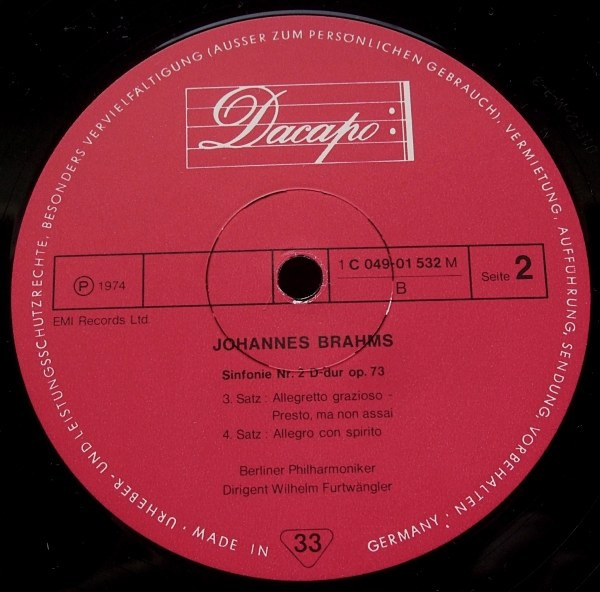 URHEBER- UND LEISTUNGSSCHUTZRECHTE, BESONDERS VERVIELFÄLTIGUNG (AUSSER ZUM PERSÖNLICHEN GEBRAUCH), VERMIETUNG, AUFFÜHRUNG, SENDUNG, VORBEHALTEN ·
Dacapo
Ⓟ 1974
1 C 049-01 532 M
B
Seite 2
EMI Records Ltd.
JOHANNES BRAHMS
Sinfonie Nr. 2 D-dur op. 73
3. Satz : Allegretto grazioso -
Presto, ma non assai
4. Satz : Allegro con spirito
Berliner Philharmoniker
Dirigent Wilhelm Furtwängler
33
MADE IN GERMANY